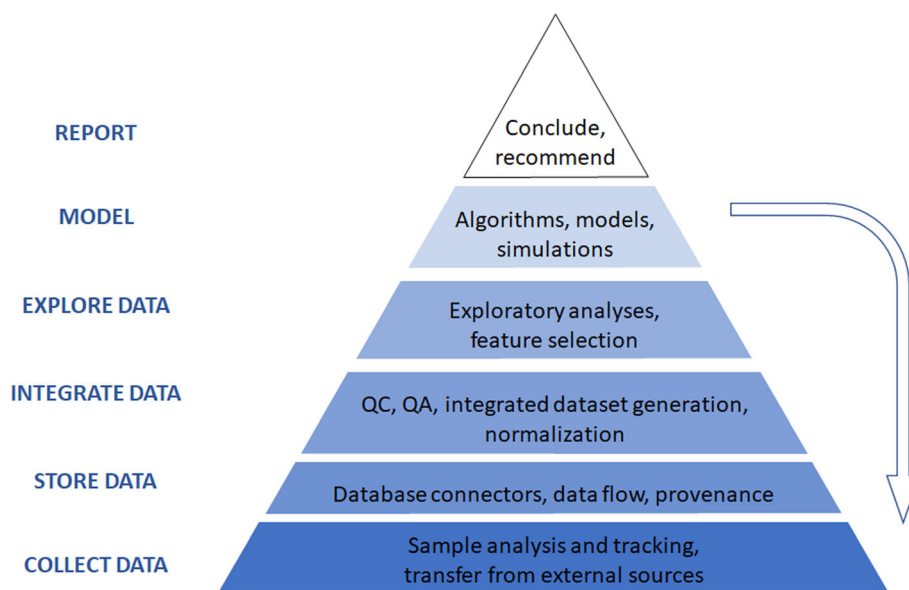 REPORT
Conclude,
recommend
MODEL
Algorithms, models,
simulations
EXPLORE DATA
Exploratory analyses,
feature selection
INTEGRATE DATA
QC, QA, integrated dataset generation,
normalization
STORE DATA
Database connectors, data flow, provenance
COLLECT DATA
Sample analysis and tracking,
transfer from external sources